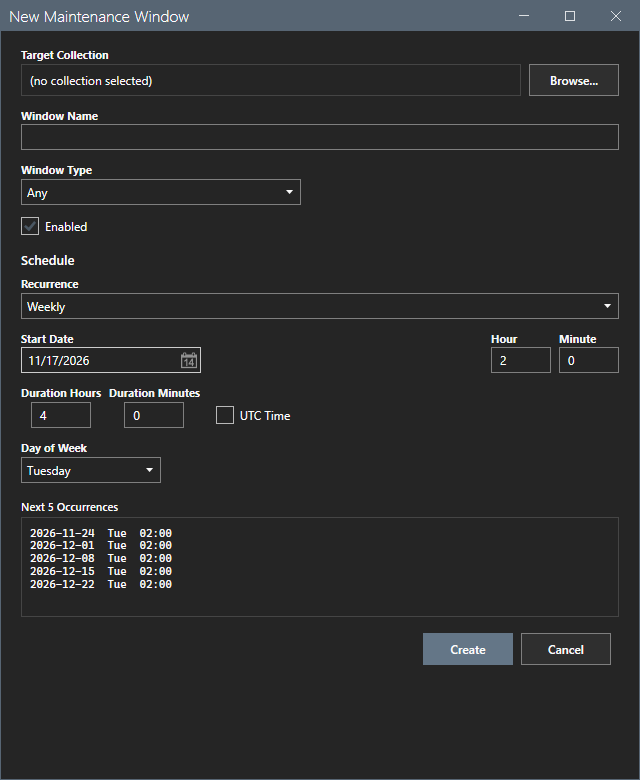 New Maintenance Window
Target Collection
(no collection selected)
Browse...
Window Name
Window Type
Any
Enabled
Schedule
Recurrence
Weekly
Start Date
Hour
Minute
11/17/2026
14
2
0
Duration Hours
Duration Minutes
4
0
UTC Time
Day of Week
Tuesday
Next 5 Occurrences
2026-11-24 Tue 02:00
2026-12-01 Tue 02:00
2026-12-08 Tue 02:00
2026-12-15 Tue 02:00
2026-12-22 Tue 02:00
Create
Cancel